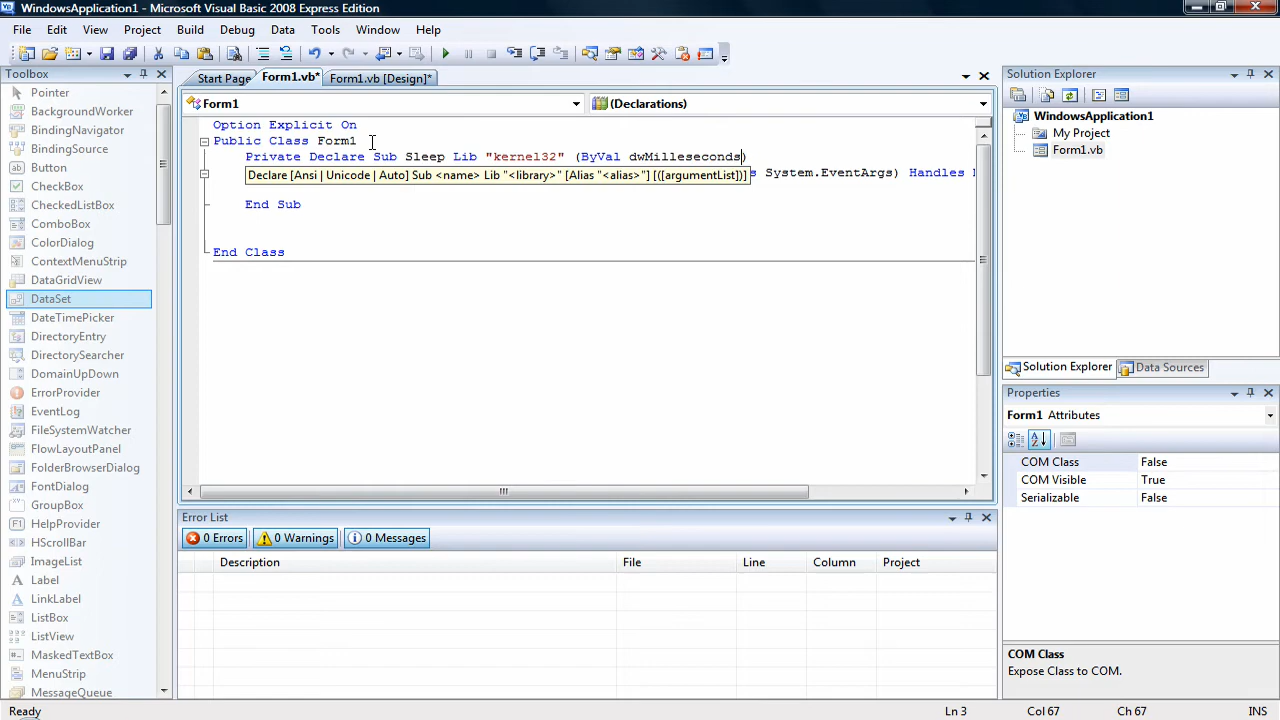 WindowsApplication1 - Microsoft Visual Basic 2008 Express Edition
File Edit View Project Build Debug Data Tools Window Help
Toolbox
Pointer
BackgroundWorker
BindingNavigator
BindingSource
Button
CheckBox
CheckedListBox
ComboBox
ColorDialog
ContextMenuStrip
DataGridView
DataSet
DateTimePicker
DirectoryEntry
DirectorySearcher
DomainUpDown
ErrorProvider
EventLog
FileSystemWatcher
FlowLayoutPanel
FolderBrowserDialog
FontDialog
GroupBox
HelpProvider
HScrollBar
ImageList
Label
LinkLabel
ListBox
ListView
MaskedTextBox
MenuStrip
MessageQueue
Start Page Form1.vb* Form1.vb [Design]*
Form1 (Declarations)
Option Explicit On
Public Class Form1
Private Declare Sub Sleep Lib "kernel32" (ByVal dwMilleseconds)
Declare [Ansi | Unicode | Auto] Sub <name> Lib "<library>" [Alias "<alias>"] [([argumentList])]
System.EventArgs) Handles
End Sub
End Class
Error List
0 Errors 0 Warnings 0 Messages
Description File Line Column Project
Solution Explorer
WindowsApplication1
My Project
Form1.vb
Solution Explorer Data Sources
Properties
Form1 Attributes
COM Class False
COM Visible True
Serializable False
COM Class
Expose Class to COM.
Ready Ln 3 Col 67 Ch 67 INS